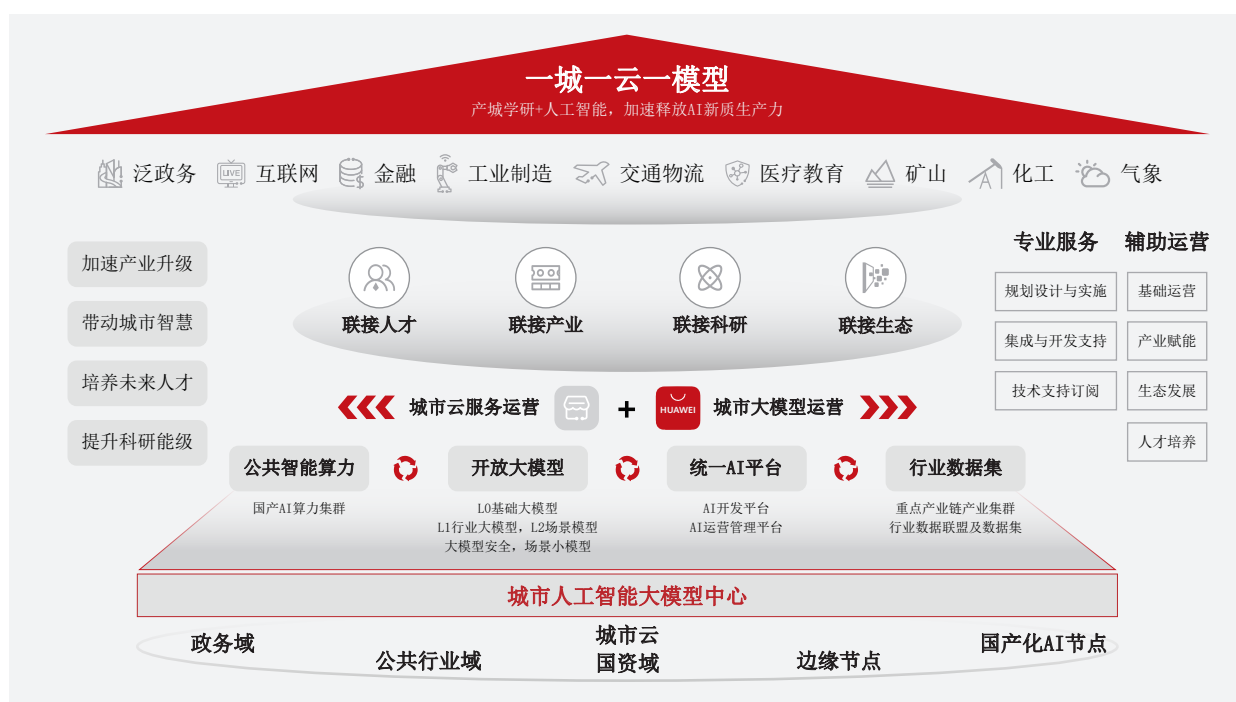 一城一云一模型
产城学研+人工智能，加速释放AI新质生产力
泛政务
LIVE
互联网
金融
工业制造
交通物流
医疗教育
矿山
化工
气象
加速产业升级
带动城市智慧
培养未来人才
提升科研能级
联接人才
联接产业
联接科研
联接生态
专业服务
规划设计与实施
集成与开发支持
技术支持订阅
辅助运营
基础运营
产业赋能
生态发展
人才培养
城市云服务运营
+
HUAWEI
城市大模型运营
公共智能算力
国产AI算力集群
开放大模型
L0基础大模型
L1行业大模型，L2场景模型
大模型安全，场景小模型
统一AI平台
AI开发平台
AI运营管理平台
行业数据集
重点产业链产业集群
行业数据联盟及数据集
城市人工智能大模型中心
政务域
公共行业域
城市云
国资域
边缘节点
国产化AI节点